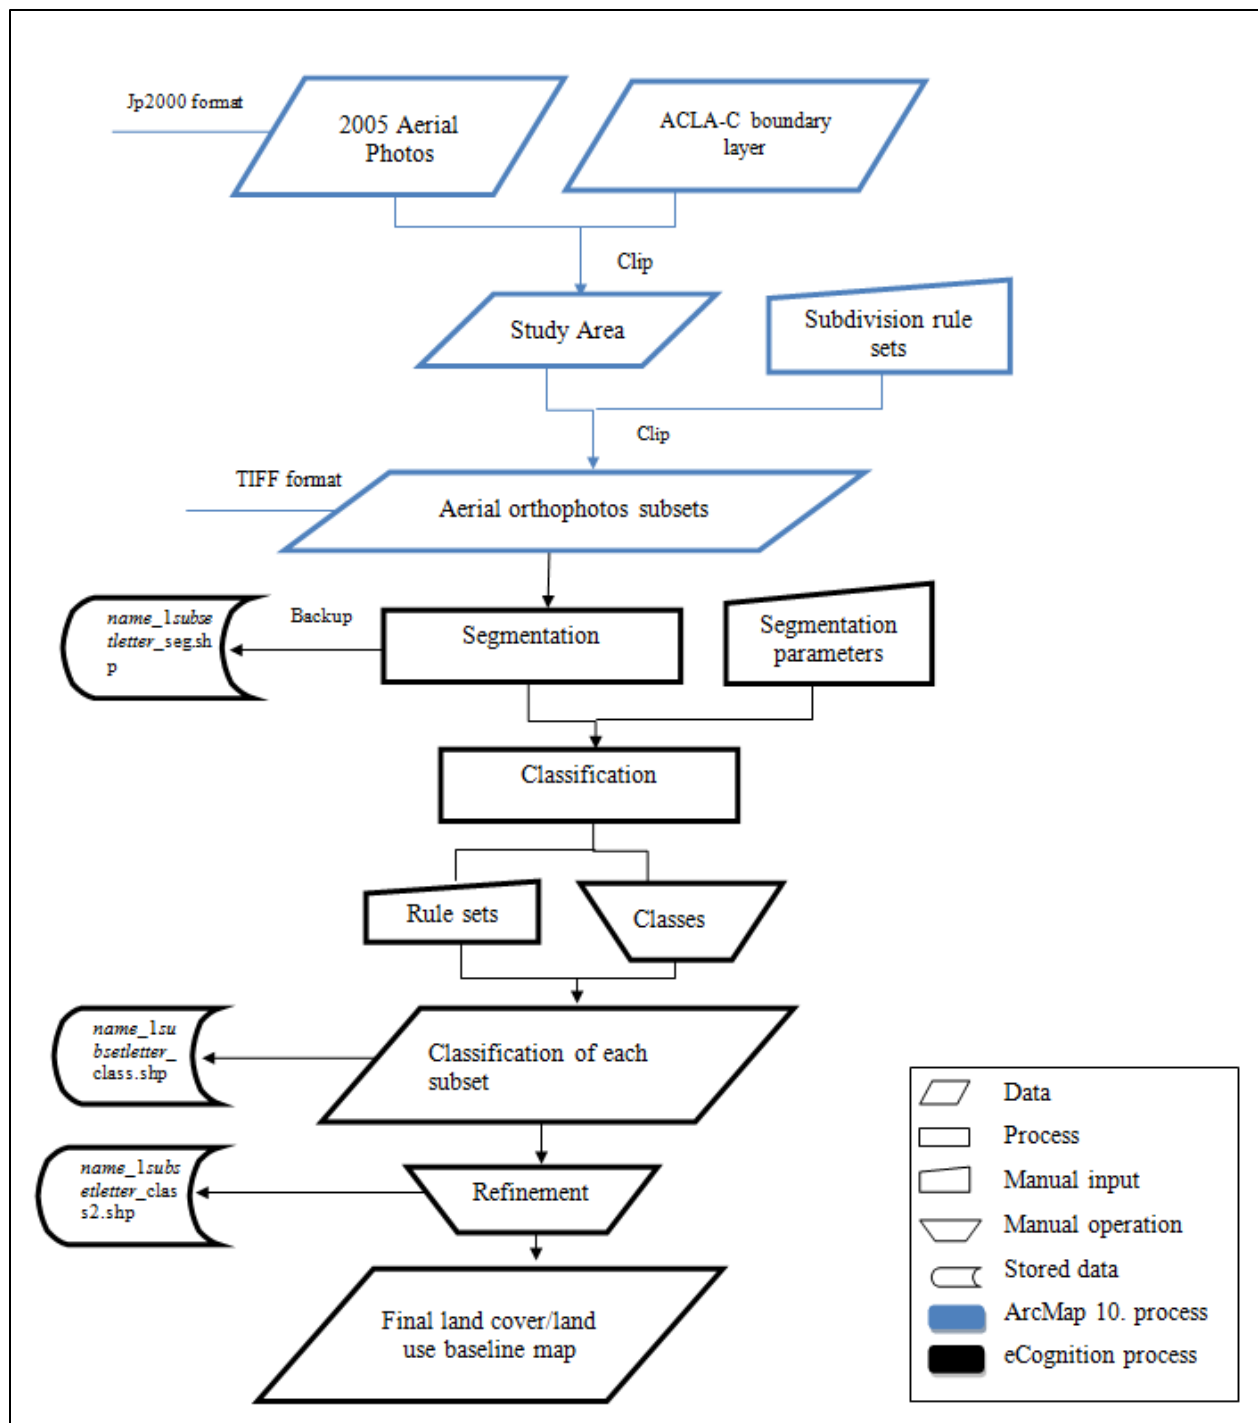 Jp2000 format
2005 Aerial
Photos
ACLA-C boundary
layer
Clip
Study Area
Subdivision rule
sets
Clip
TIFF format
Aerial orthophotos subsets
name_1subse
tletter_seg.sh
p
Backup
Segmentation
Segmentation
parameters
Classification
Rule sets
Classes
name_1su
bsetletter_
class.shp
Classification of each
subset
name_1subs
etletter_clas
s2.shp
Refinement
Final land cover/land
use baseline map
Data
Process
Manual input
Manual operation
Stored data
ArcMap 10. process
eCognition process